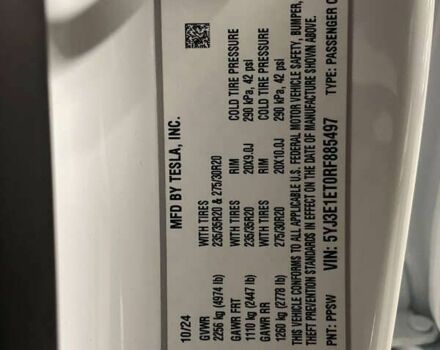 MFD BY TESLA, INC.
10/24
GVWR WITH TIRES
2256 kg (4974 lb) 235/35R20 & 275/30R20
GAWR FRT WITH TIRES RIM COLD TIRE PRESSURE
1110 kg (2447 lb) 235/35R20 20X9.0J 290 kPa, 42 psi
GAWR RR WITH TIRES RIM COLD TIRE PRESSURE
1260 kg (2778 lb) 275/30R20 20X10.0J 290 kPa, 42 psi
THIS VEHICLE CONFORMS TO ALL APPLICABLE U.S. FEDERAL MOTOR VEHICLE SAFETY, BUMPER,
THEFT PREVENTION STANDARDS IN EFFECT ON THE DATE OF MANUFACTURE SHOWN ABOVE.
VIN: 5YJ3E1ET0RF885497
PNT: PPSW TYPE: PASSENGER C